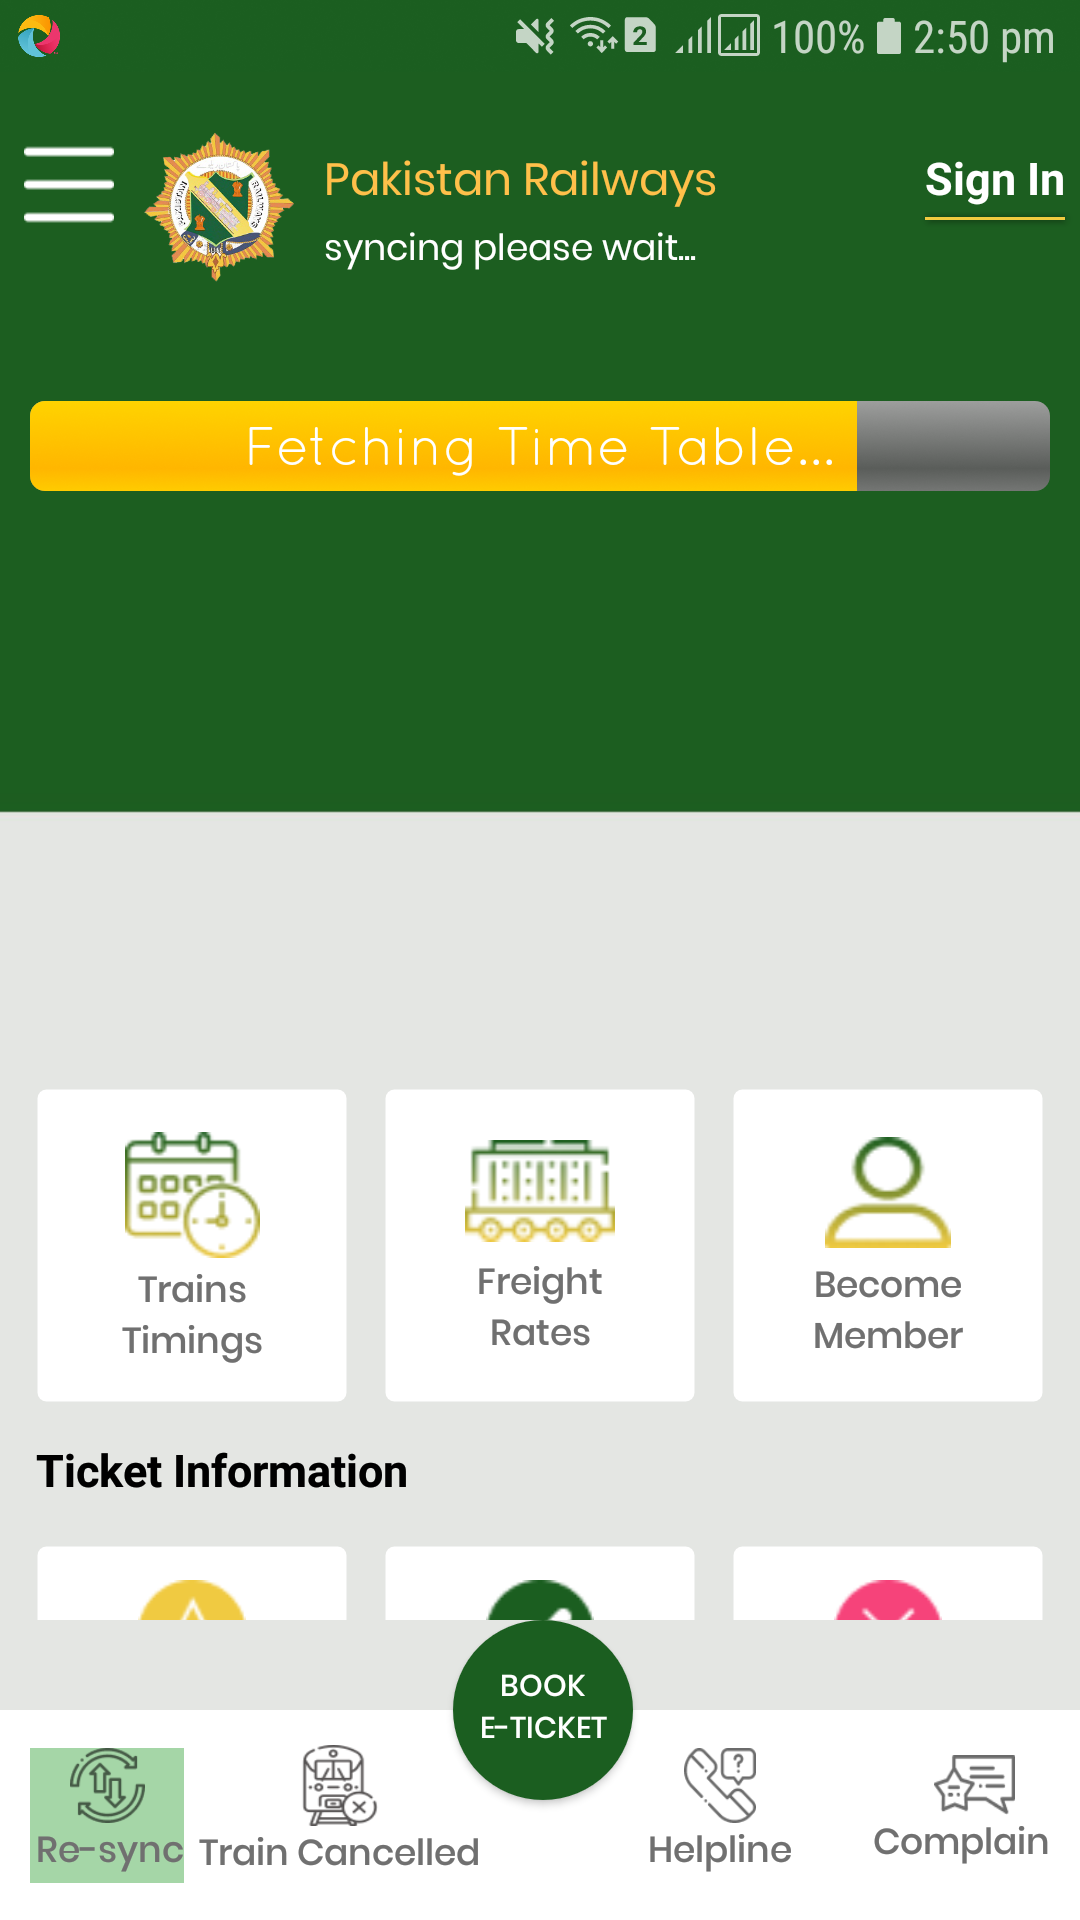 2 100% 2:50 pm
Pakistan Railways
Sign In
syncing please wait...
Fetching Time Table...
Trains
Timings
Freight
Rates
Become
Member
Ticket Information
BOOK
E-TICKET
Re-sync
Train Cancelled
Helpline
Complain